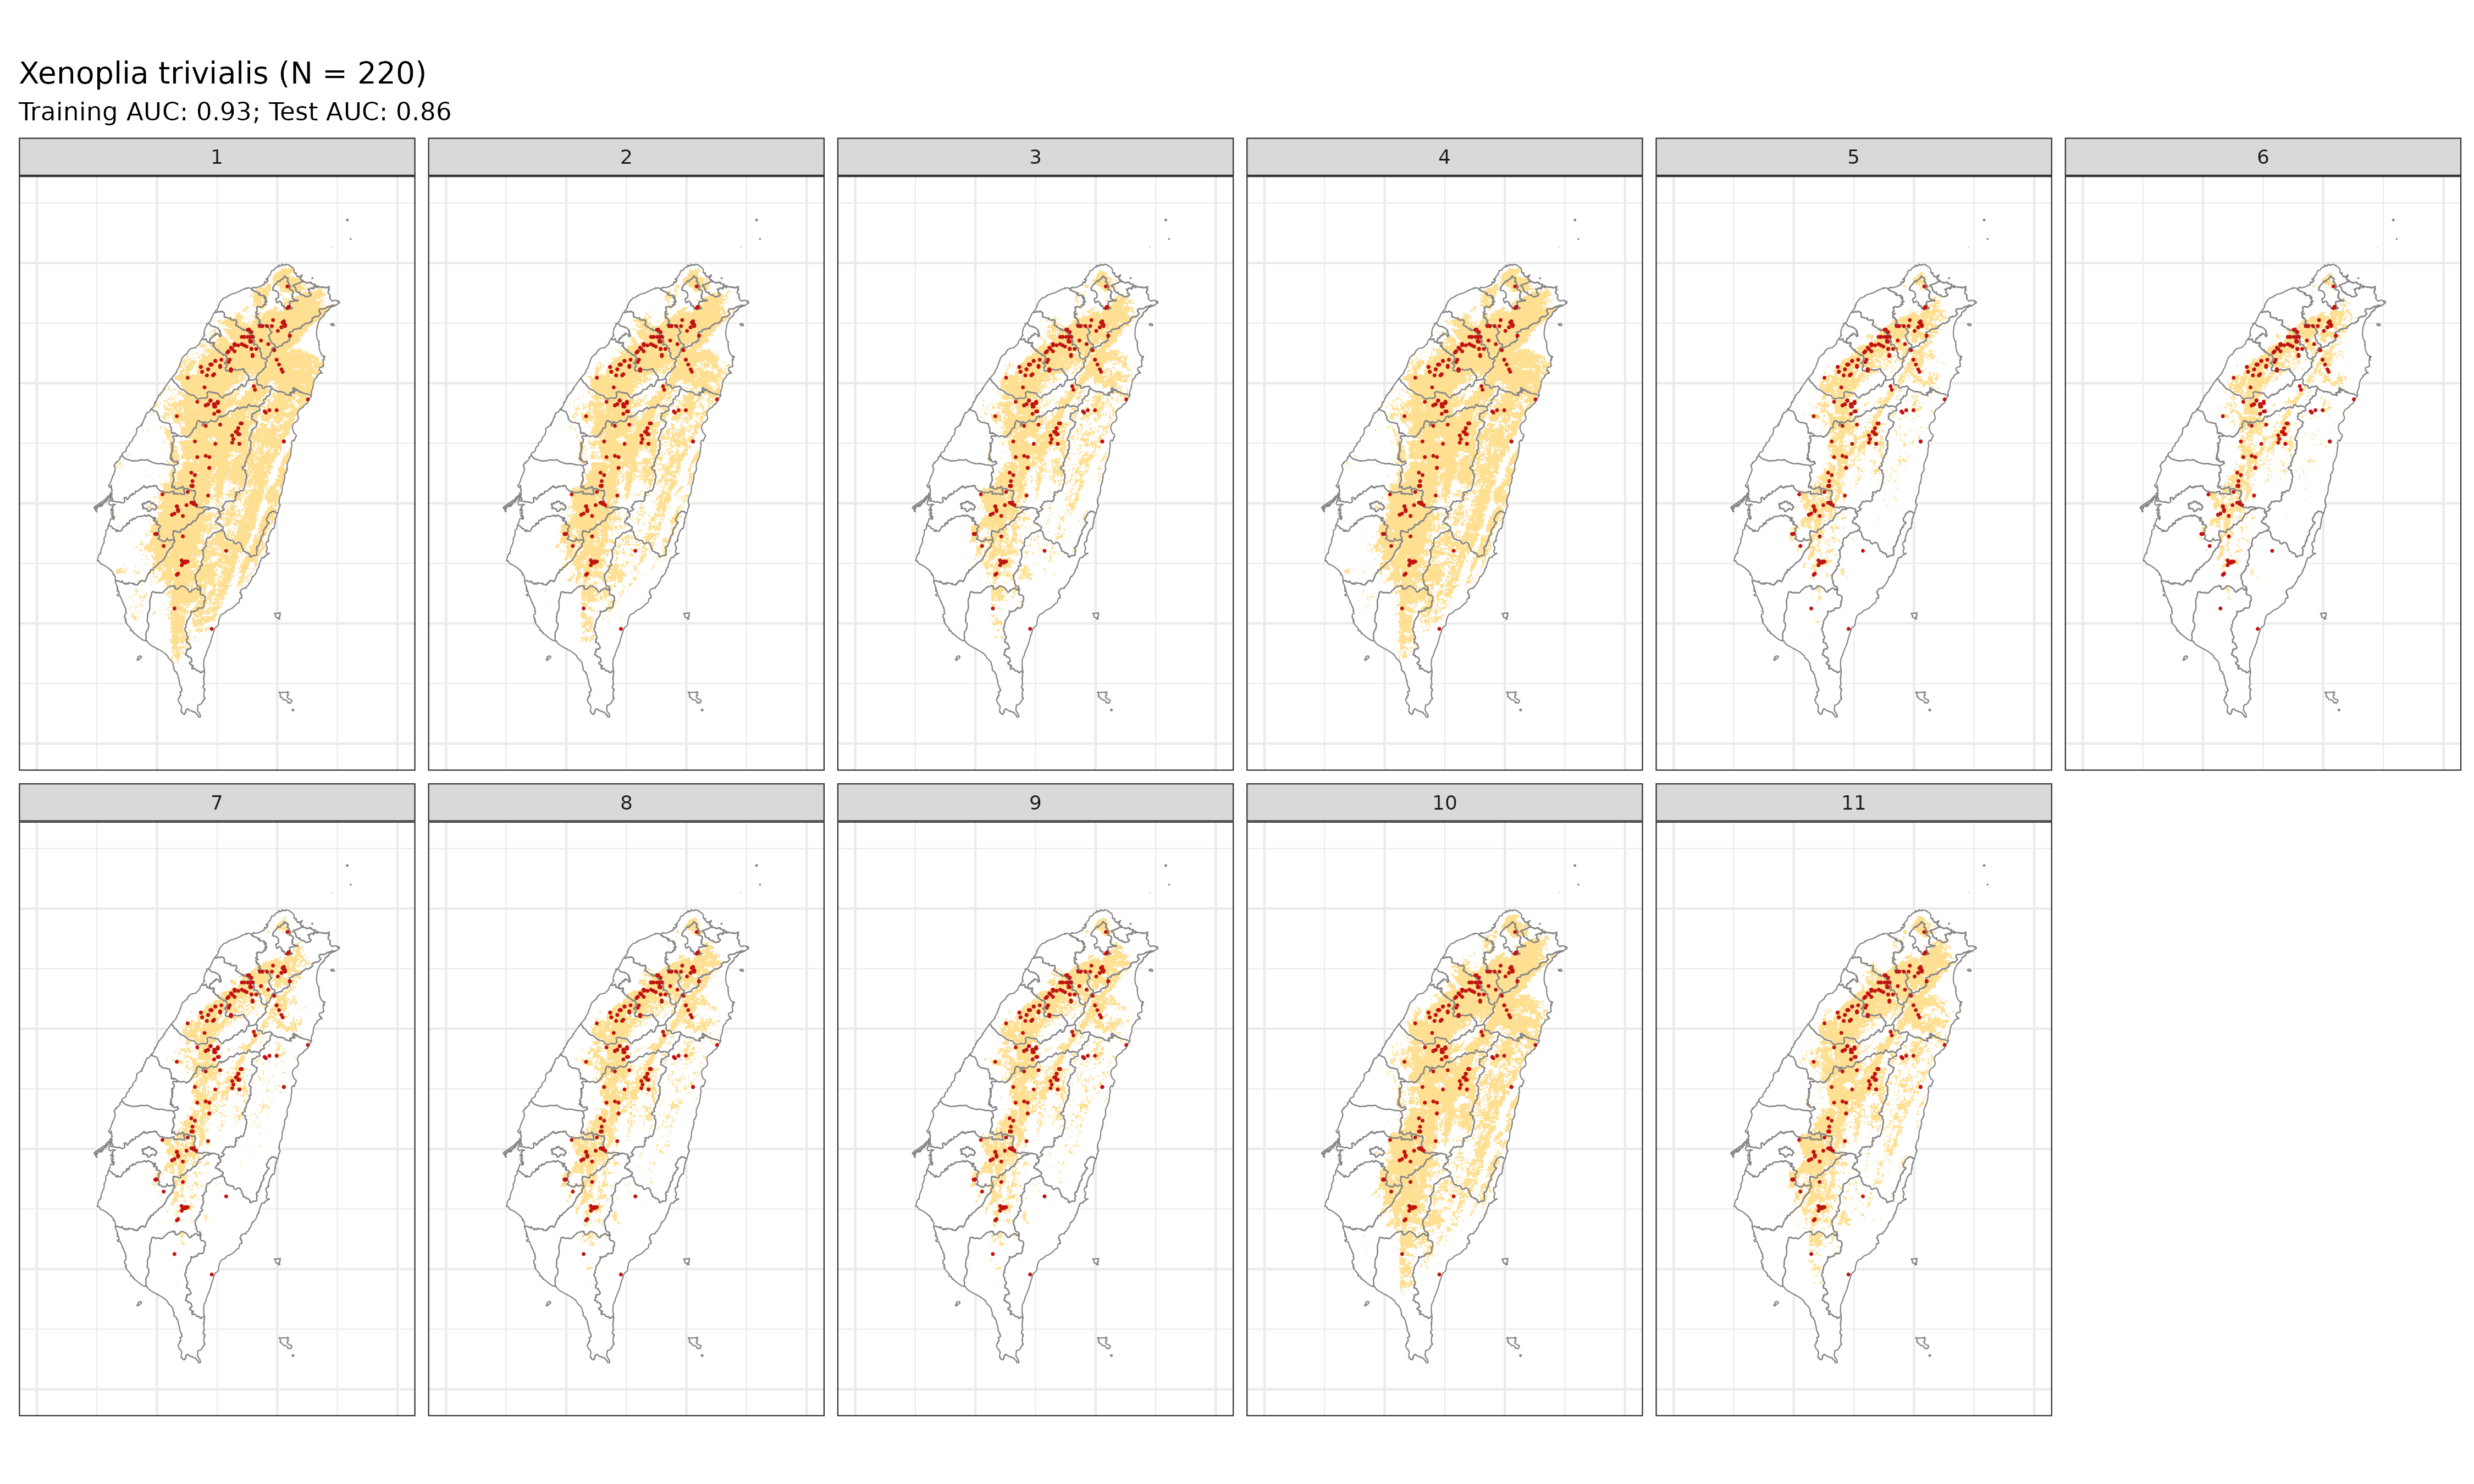 Xenoplia trivialis (N = 220)
Training AUC: 0.93; Test AUC: 0.86
1 2 3 4 5 6
7 8 9 10 11